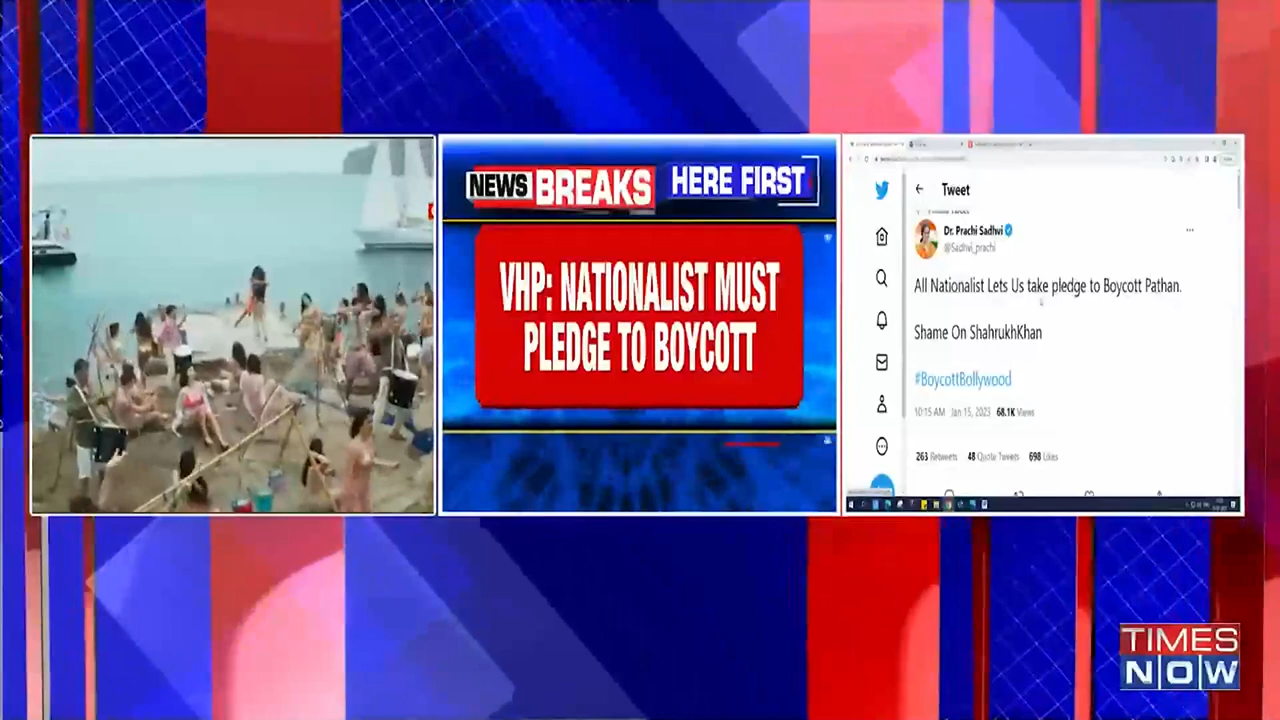 NEWS BREAKS HERE FIRST
VHP: NATIONALIST MUST
PLEDGE TO BOYCOTT
Tweet
Dr. Prachi Sadhvi
@Sadhvi_prachi
All Nationalist Lets Us take pledge to Boycott Pathan.
Shame On ShahrukhKhan
#BoycottBollywood
10:15 AM Jan 15, 2023 68.1K Views
263 Retweets 48 Quote Tweets 698 Likes
TIMES
NOW